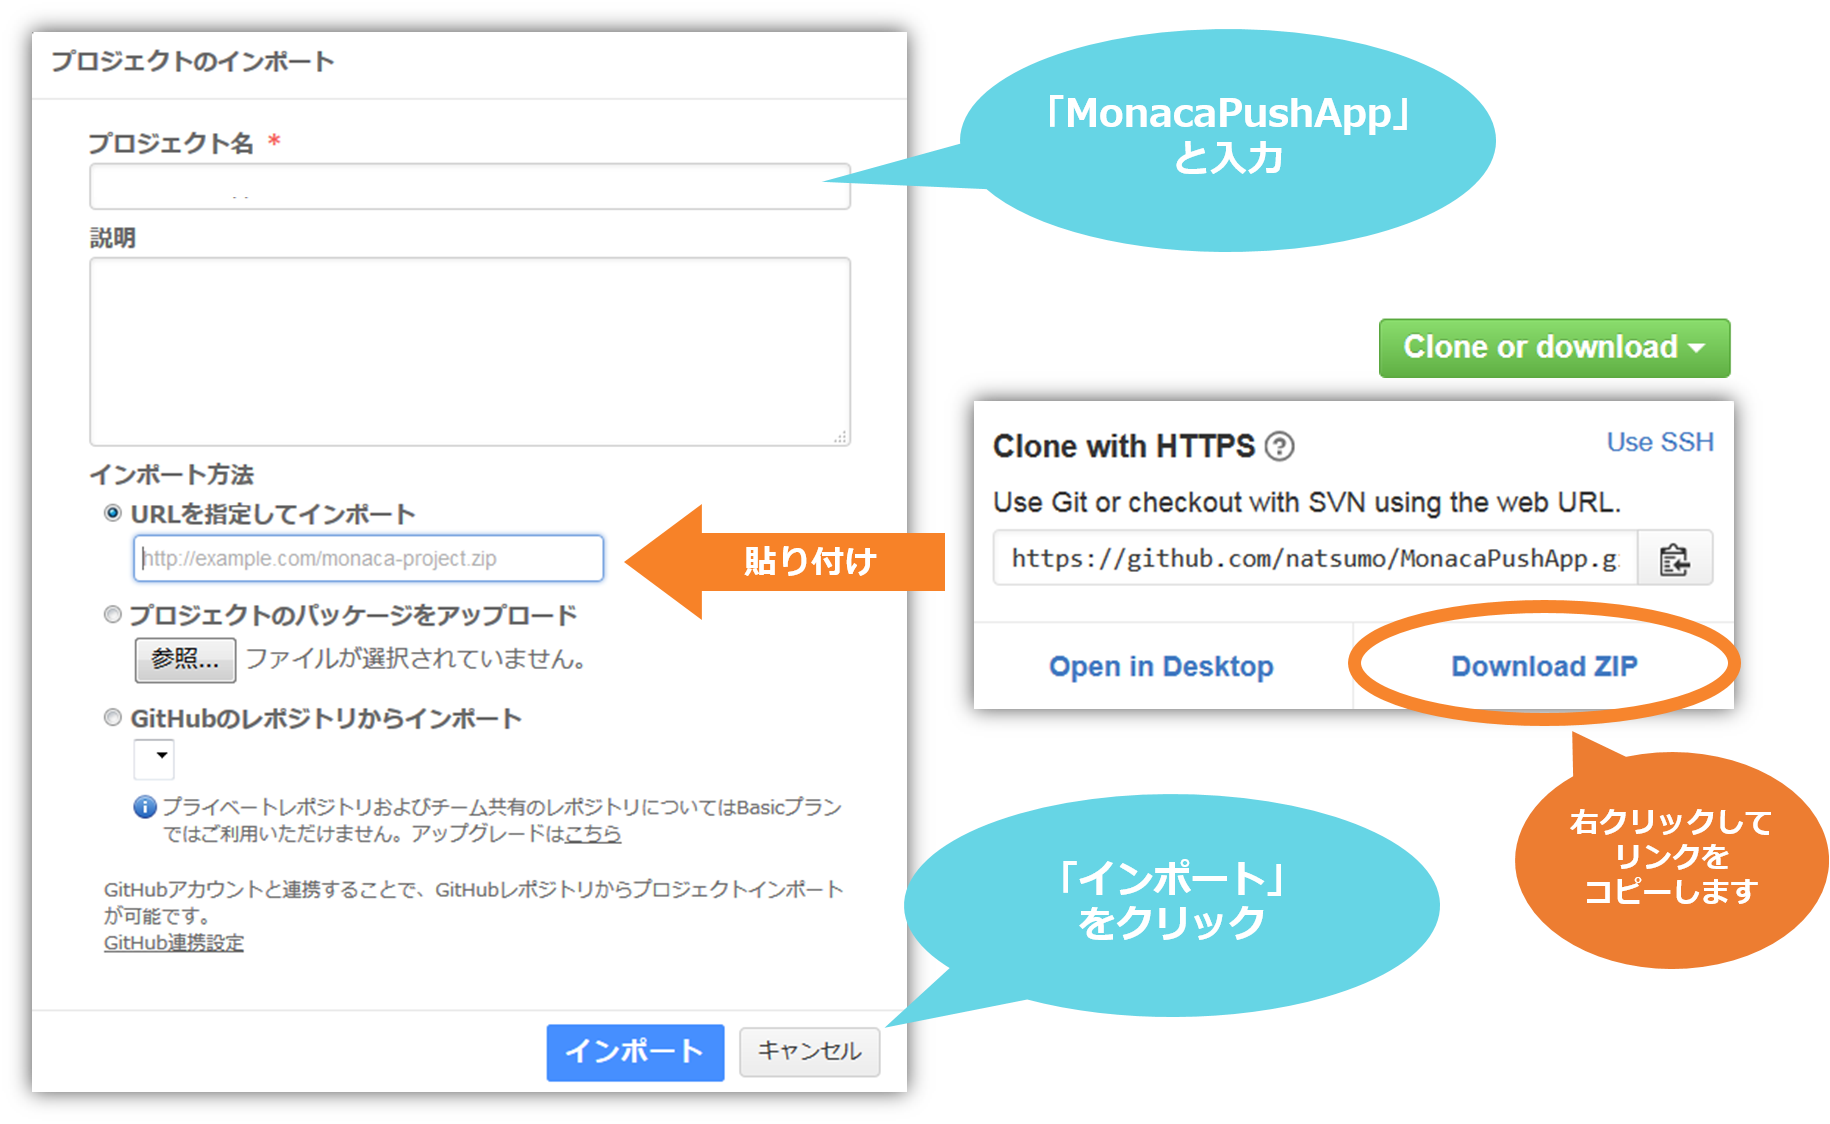 プロジェクトのインポート
プロジェクト名 *
説明
インポート方法
URLを指定してインポート
http://example.com/monaca-project.zip
プロジェクトのパッケージをアップロード
参照... ファイルが選択されていません。
GitHubのレポジトリからインポート
プライベートレポジトリおよびチーム共有のレポジトリについてはBasicプラン
ではご利用いただけません。アップグレードはこちら
GitHubアカウントと連携することで、GitHubレポジトリからプロジェクトインポート
が可能です。
GitHub連携設定
インポート キャンセル
「MonacaPushApp」
と入力
貼り付け
Clone or download
Clone with HTTPS ?
Use SSH
Use Git or checkout with SVN using the web URL.
https://github.com/natsumo/MonacaPushApp.g
Open in Desktop
Download ZIP
右クリックして
リンクを
コピーします
「インポート」
をクリック